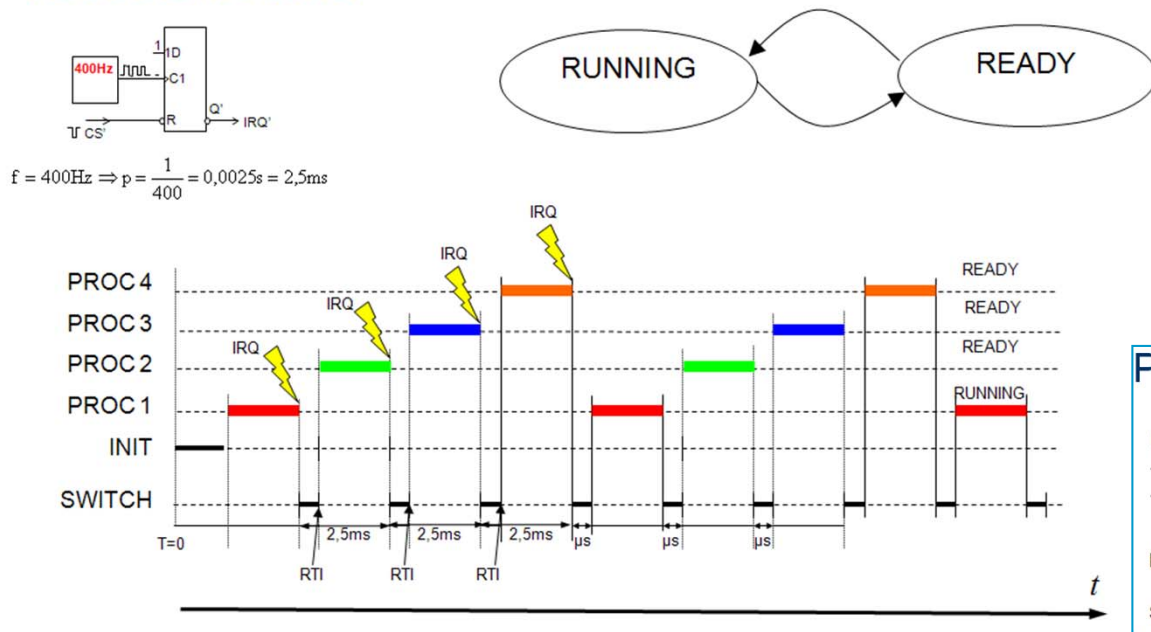 1 1D
400Hz C1
Q'
R IRQ'
CS'
RUNNING
READY
f = 400Hz ⇒ p = 1/400 = 0,0025s = 2,5ms
IRQ
IRQ
IRQ
IRQ
PROC 4 READY
PROC 3 READY
PROC 2 READY
PROC 1 RUNNING
INIT
SWITCH
T=0 2,5ms 2,5ms 2,5ms µs µs µs
RTI RTI RTI
t
P